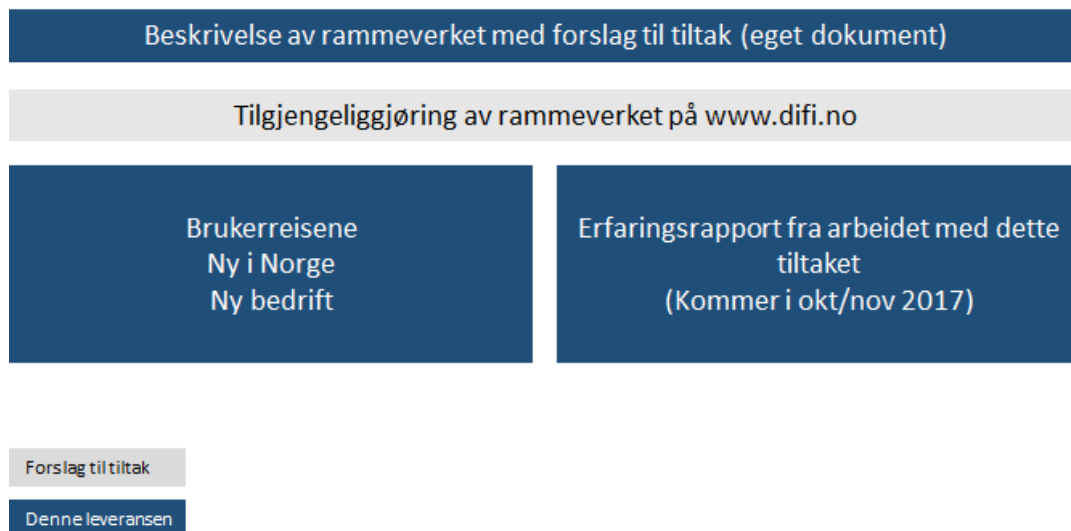 Beskrivelse av rammeverket med forslag til tiltak (eget dokument)
Tilgjengeliggjøring av rammeverket på www.difi.no
Brukerreisene
Ny i Norge
Ny bedrift
Erfaringsrapport fra arbeidet med dette
tiltaket
(Kommer i okt/nov 2017)
Forslag til tiltak
Denne leveransen